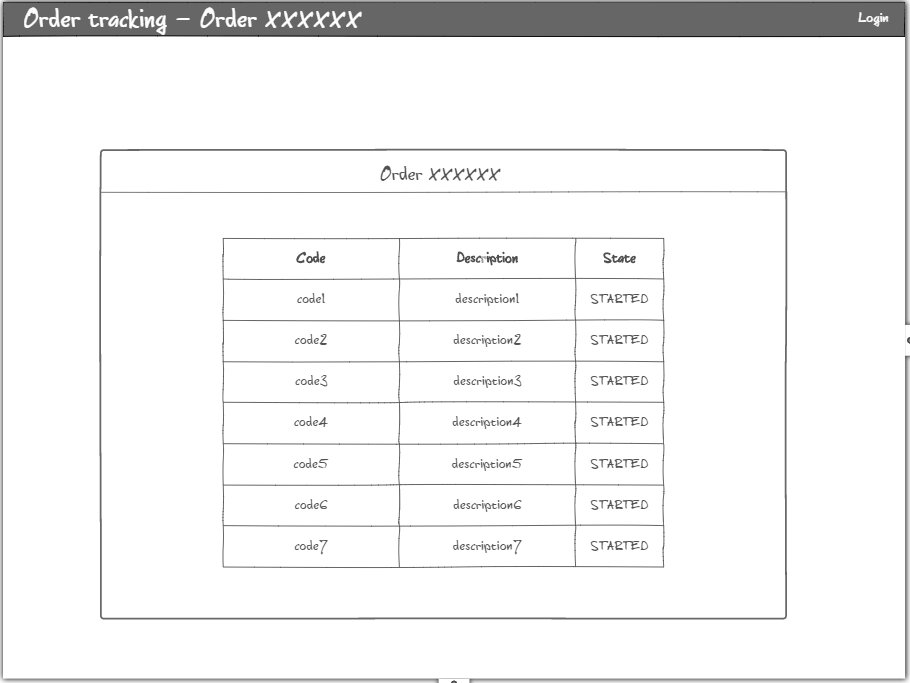 Order tracking – Order XXXXXX
Login
Order XXXXXX
Code Description State
code1 description1 STARTED
code2 description2 STARTED
code3 description3 STARTED
code4 description4 STARTED
code5 description5 STARTED
code6 description6 STARTED
code7 description7 STARTED